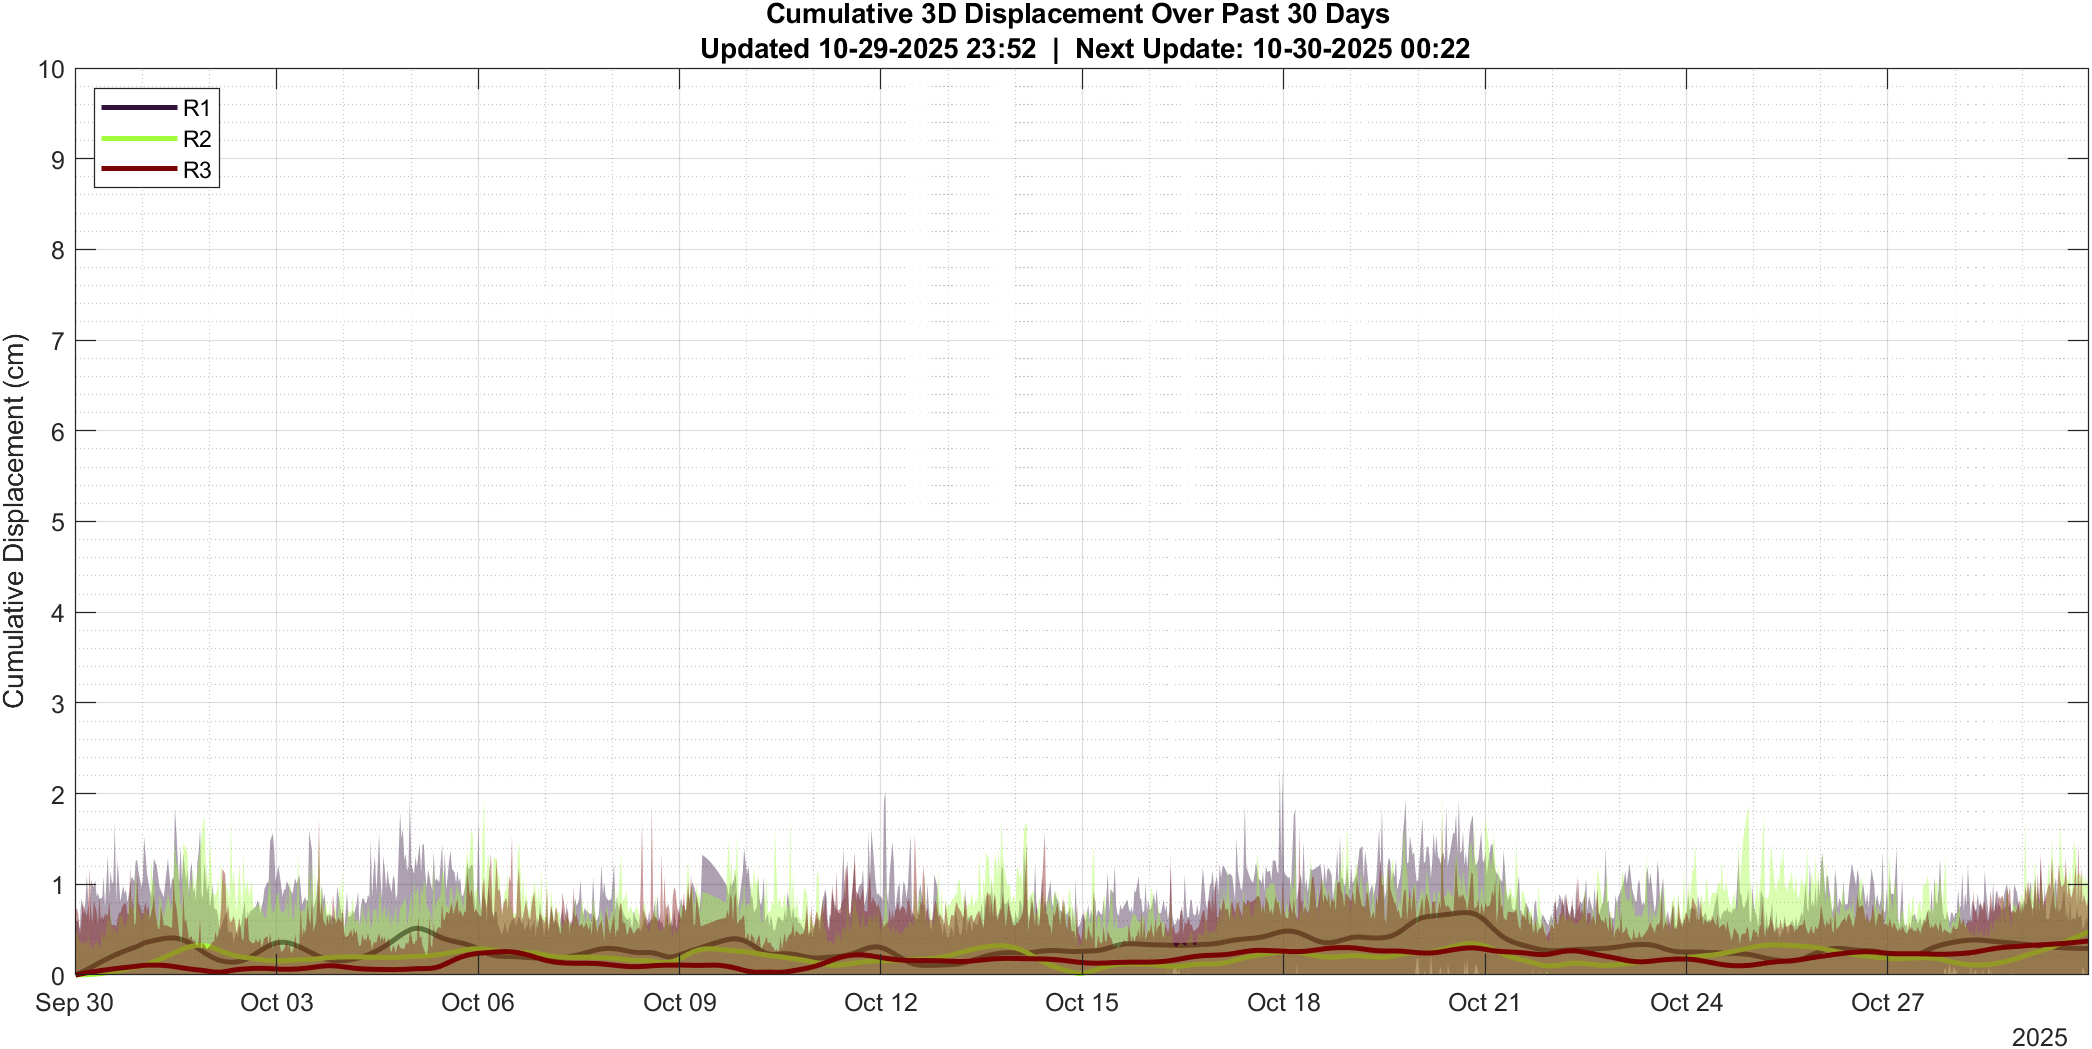 Cumulative 3D Displacement Over Past 30 Days
Updated 10-29-2025 23:52 | Next Update: 10-30-2025 00:22
R1
R2
R3
Cumulative Displacement (cm)
10
9
8
7
6
5
4
3
2
1
0
Sep 30 Oct 03 Oct 06 Oct 09 Oct 12 Oct 15 Oct 18 Oct 21 Oct 24 Oct 27
2025